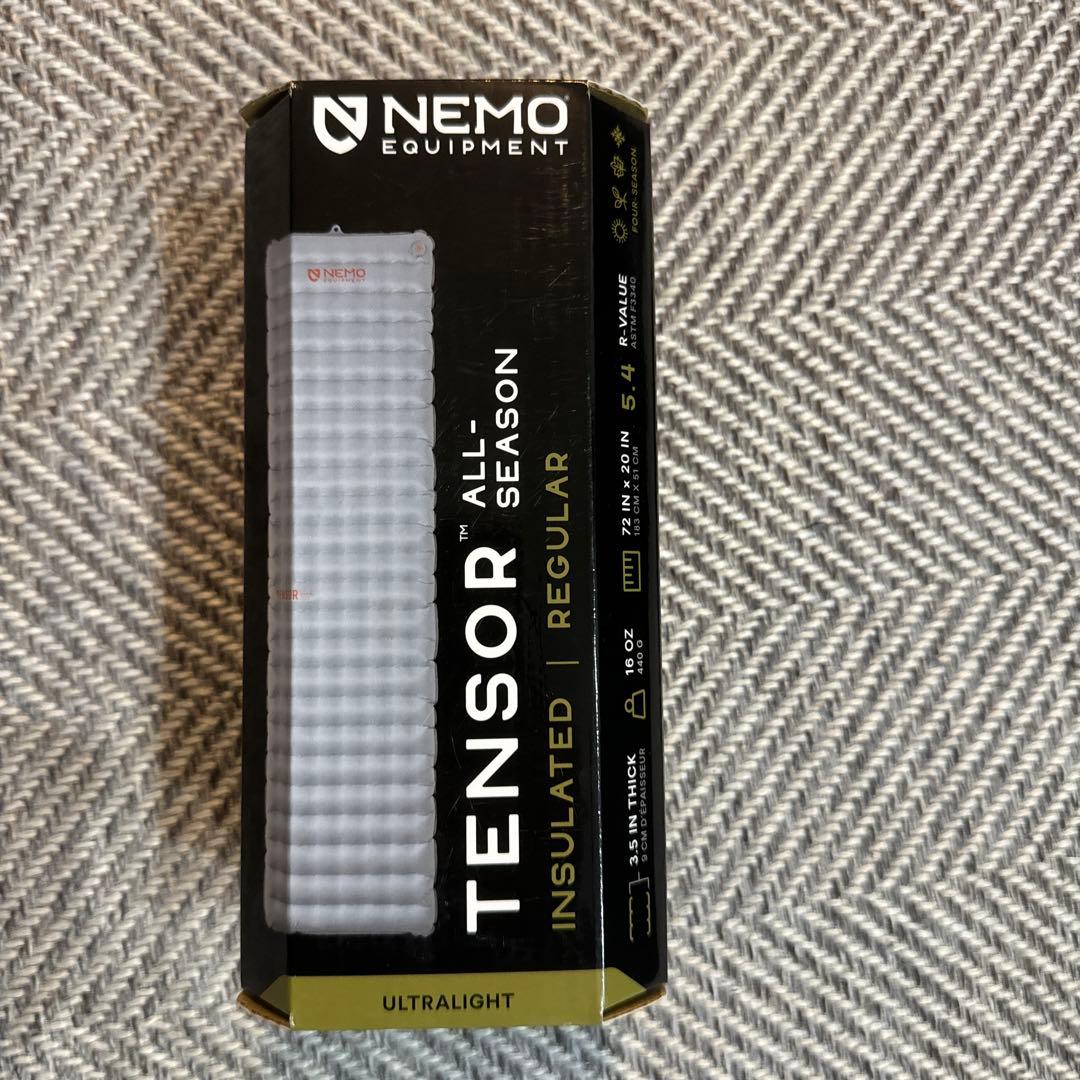 NEMO
EQUIPMENT
NEMO
EQUIPMENT
TENSOR
TENSOR™ ALL-
SEASON
INSULATED | REGULAR
3.5 IN THICK
9 CM D'ÉPAISSEUR
16 OZ
440 G
72 IN x 20 IN
183 CM X 51 CM
5.4 R-VALUE
ASTM F3340
FOUR-SEASON
ULTRALIGHT